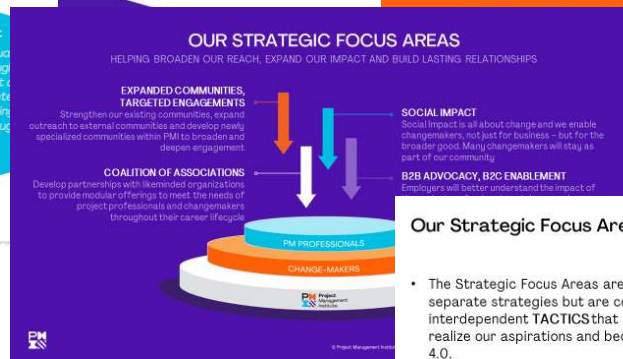 OUR STRATEGIC FOCUS AREAS
HELPING BROADEN OUR REACH, EXPAND OUR IMPACT AND BUILD LASTING RELATIONSHIPS
EXPANDED COMMUNITIES,
TARGETED ENGAGEMENTS
Strengthen our existing communities, expand
outreach to external communities and develop newly
specialized communities within PMI to broaden and
deepen engagement
COALITION OF ASSOCIATIONS
Develop partnerships with likeminded organizations
to provide modular offerings to meet the needs of
project professionals and changemakers
throughout their career lifecycle
SOCIAL IMPACT
Social Impact is all about change and we enable
changemakers, not just for business – but for the
broader good. Many changemakers will stay as
part of our community
B2B ADVOCACY, B2C ENABLEMENT
Employers will better understand the impact of
PM PROFESSIONALS
CHANGE-MAKERS
Project
Management
Institute
© Project Management
Our Strategic Focus Are
• The Strategic Focus Areas are
separate strategies but are
interdependent TACTICS that
realize our aspirations and
4.0.